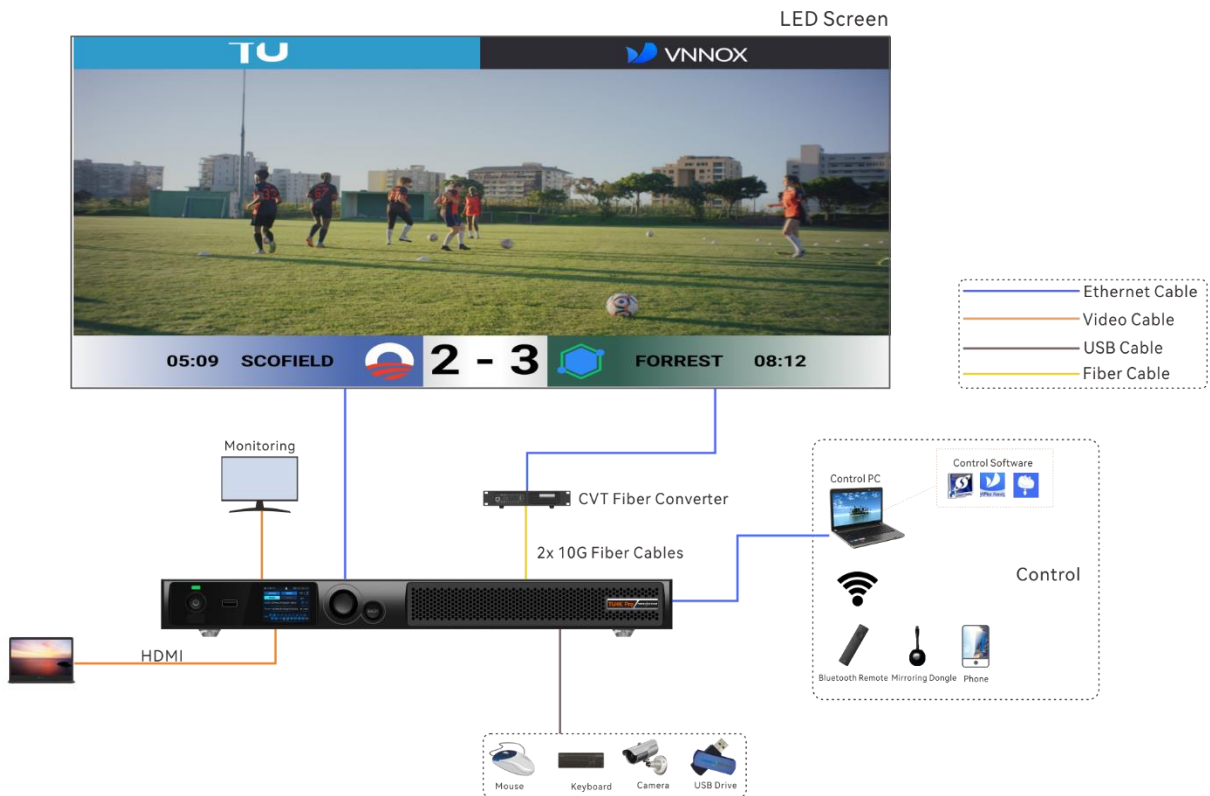 LED Screen
TU
VNNOX
05:09 SCOFIELD 2 - 3 FORREST 08:12
Ethernet Cable
Video Cable
USB Cable
Fiber Cable
Monitoring
CVT Fiber Converter
2x 10G Fiber Cables
Control PC
Control Software
Control
Bluetooth Remote
Mirroring Dongle
Phone
HDMI
Mouse
Keyboard
Camera
USB Drive